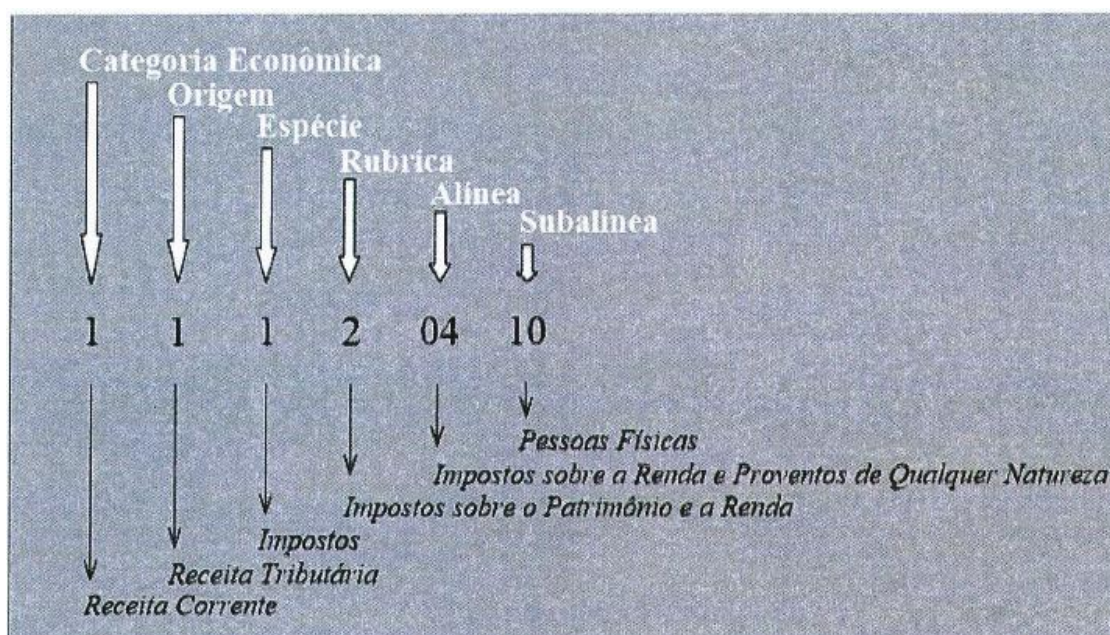 Categoria Econômica
Origem
Espécie
Rubrica
Alínea
Subalínea
1 1 1 2 04 10
Pessoas Físicas
Impostos sobre a Renda e Proventos de Qualquer Natureza
Impostos sobre o Patrimônio e a Renda
Impostos
Receita Tributária
Receita Corrente